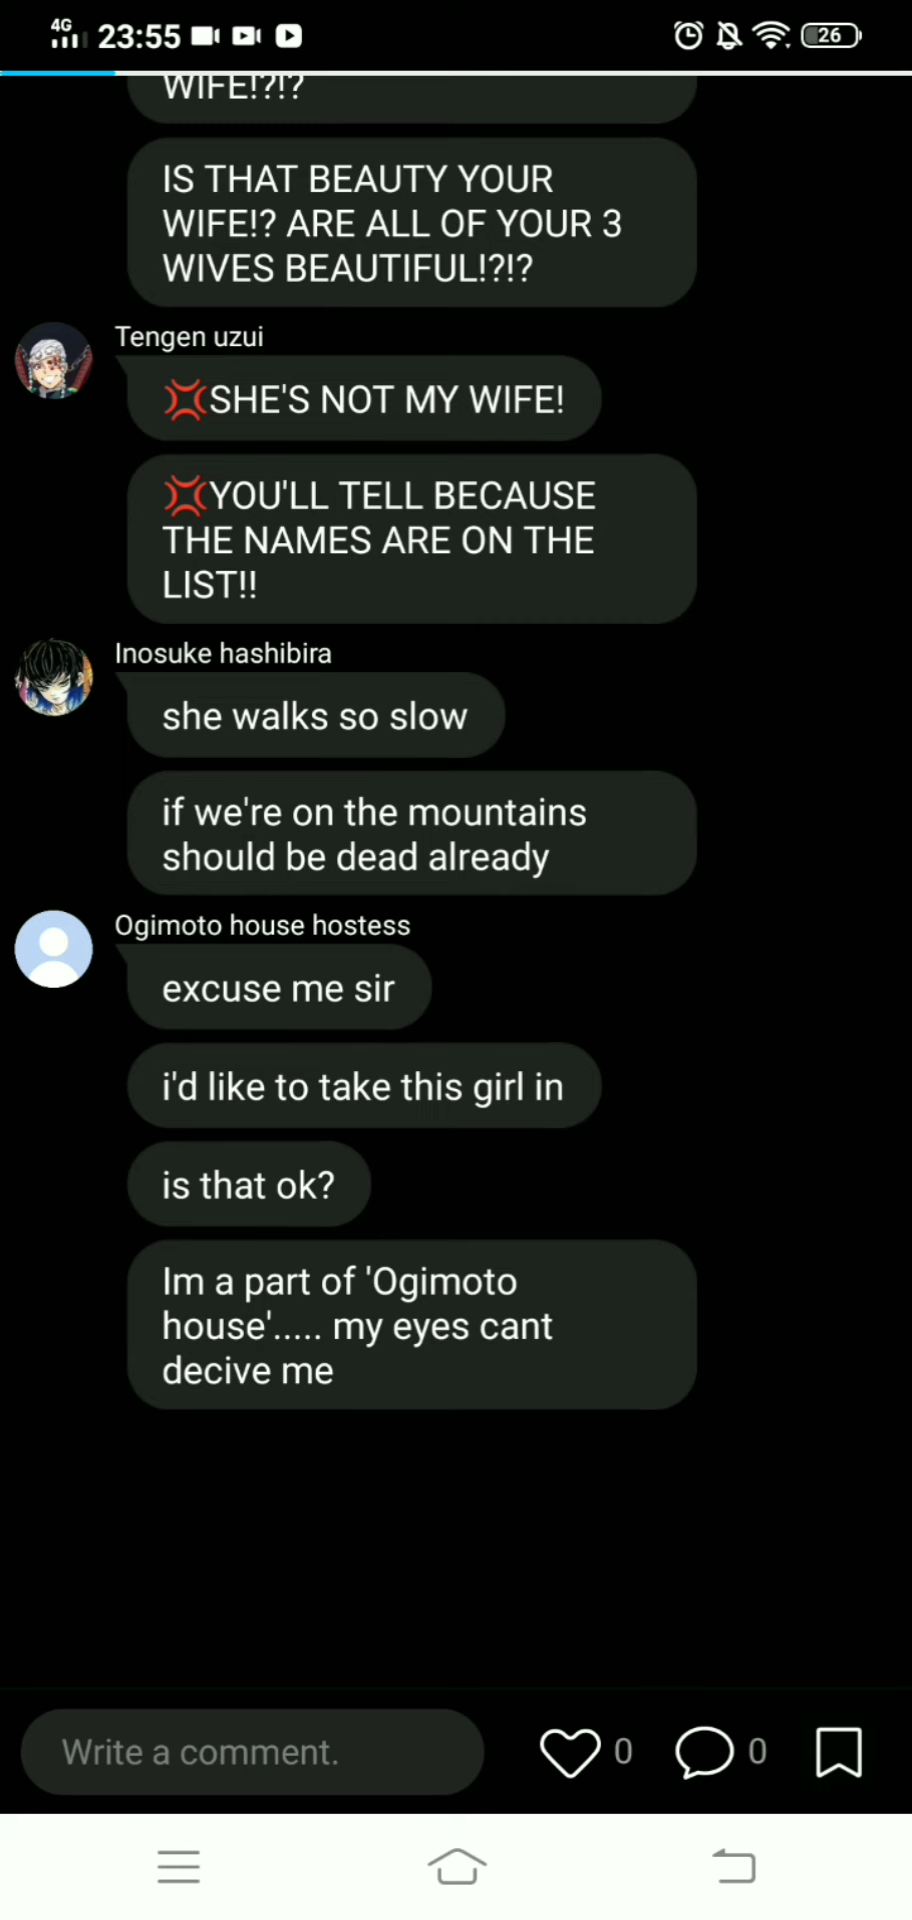 4G
23:55
26
WIFE!?!?
IS THAT BEAUTY YOUR
WIFE!? ARE ALL OF YOUR 3
WIVES BEAUTIFUL!?!?
Tengen uzui
💢SHE'S NOT MY WIFE!
💢YOU'LL TELL BECAUSE
THE NAMES ARE ON THE
LIST!!
Inosuke hashibira
she walks so slow
if we're on the mountains
should be dead already
Ogimoto house hostess
excuse me sir
i'd like to take this girl in
is that ok?
Im a part of 'Ogimoto
house'..... my eyes cant
decive me
Write a comment.
0
0